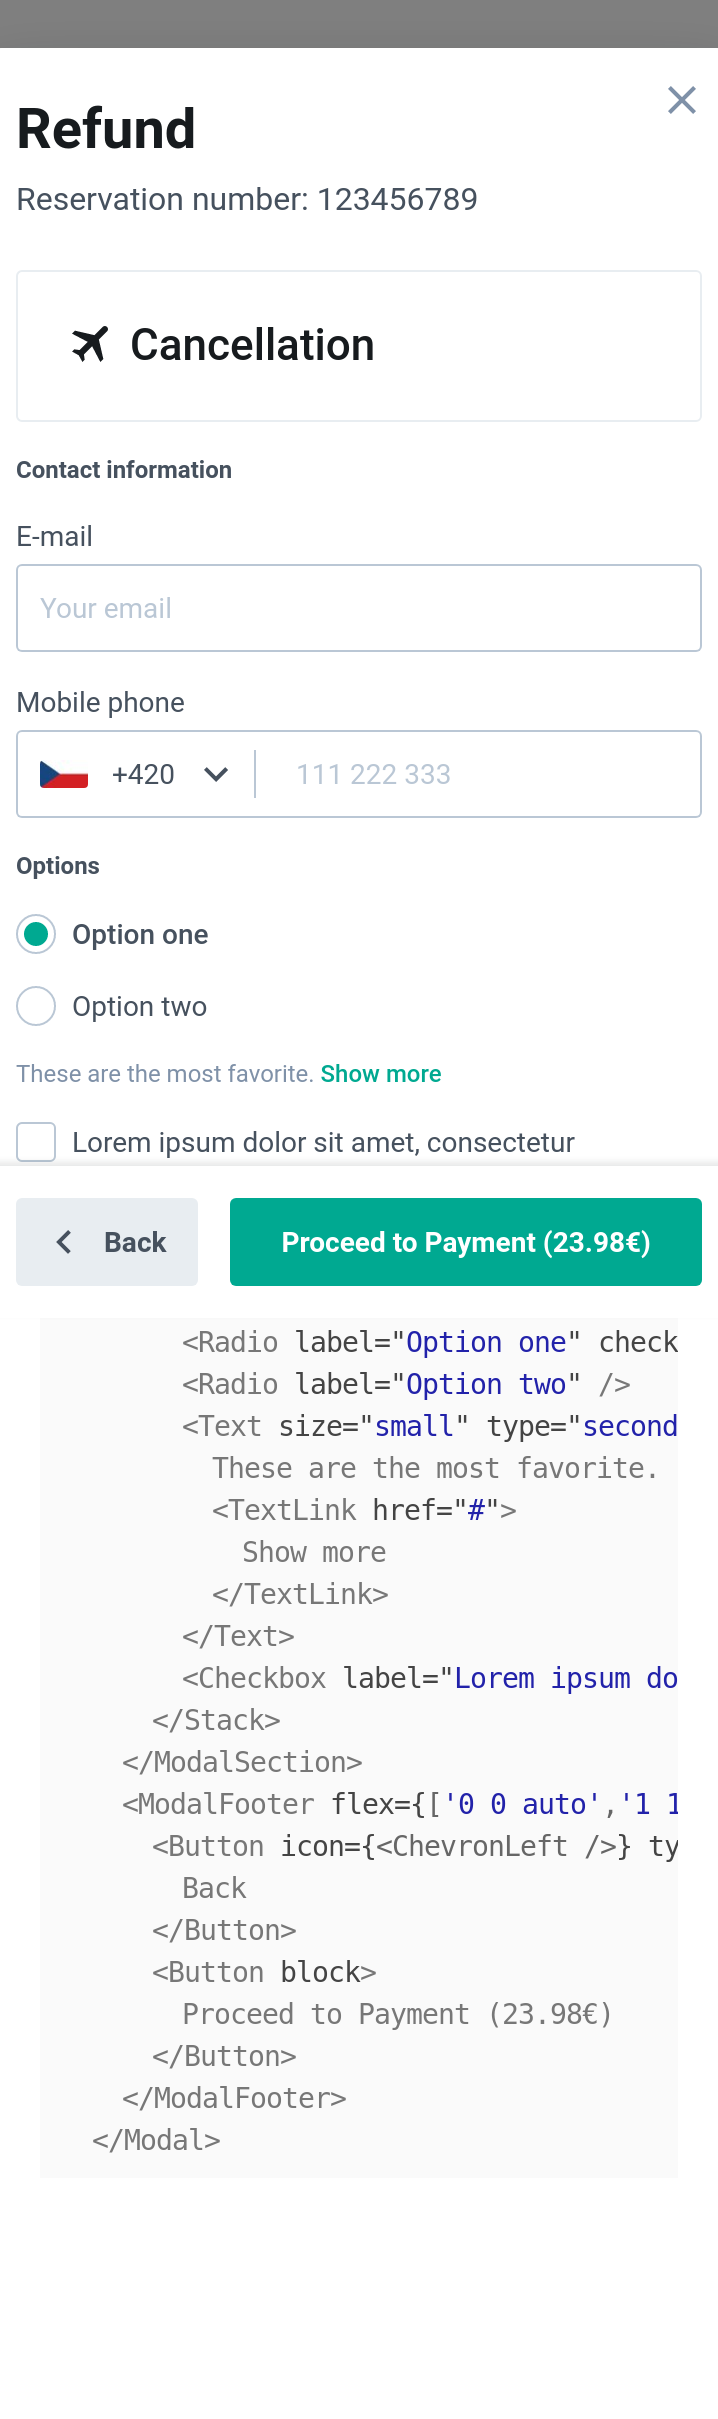 Refund
Reservation number: 123456789
Cancellation
Contact information
E-mail
Your email
Mobile phone
+420 111 222 333
Options
Option one
Option two
These are the most favorite. Show more
Lorem ipsum dolor sit amet, consectetur
Back Proceed to Payment (23.98€)
<Radio label="Option one" check
<Radio label="Option two" />
<Text size="small" type="second
These are the most favorite.
<TextLink href="#">
Show more
</TextLink>
</Text>
<Checkbox label="Lorem ipsum do
</Stack>
</ModalSection>
<ModalFooter flex={['0 0 auto','1 1
<Button icon={<ChevronLeft />} ty
Back
</Button>
<Button block>
Proceed to Payment (23.98€)
</Button>
</ModalFooter>
</Modal>